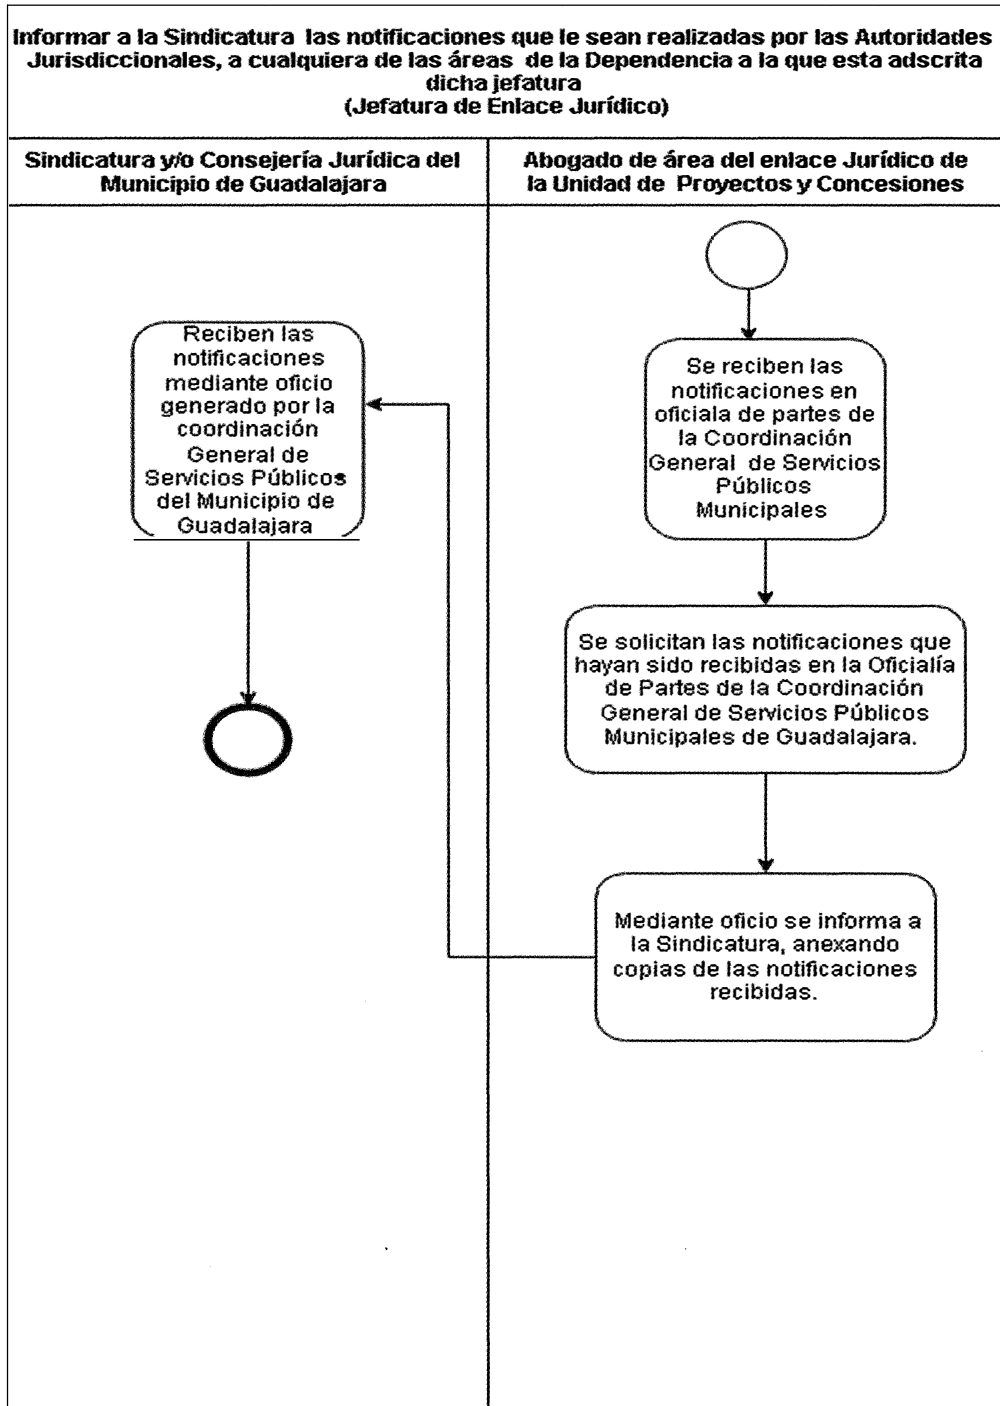 Informar a la Sindicatura las notificaciones que le sean realizadas por las Autoridades
Jurisdiccionales, a cualquiera de las áreas de la Dependencia a la que esta adscrita
dicha jefatura
(Jefatura de Enlace Jurídico)
Sindicatura y/o Consejería Jurídica del
Municipio de Guadalajara
Abogado de área del enlace Jurídico de
la Unidad de Proyectos y Concesiones
Reciben las
notificaciones
mediante oficio
generado por la
coordinación
General de
Servicios Públicos
del Municipio de
Guadalajara
Se reciben las
notificaciones en
oficiala de partes de
la Coordinación
General de Servicios
Públicos
Municipales
Se solicitan las notificaciones que
hayan sido recibidas en la Oficialía
de Partes de la Coordinación
General de Servicios Públicos
Municipales de Guadalajara.
Mediante oficio se informa a
la Sindicatura, anexando
copias de las notificaciones
recibidas.